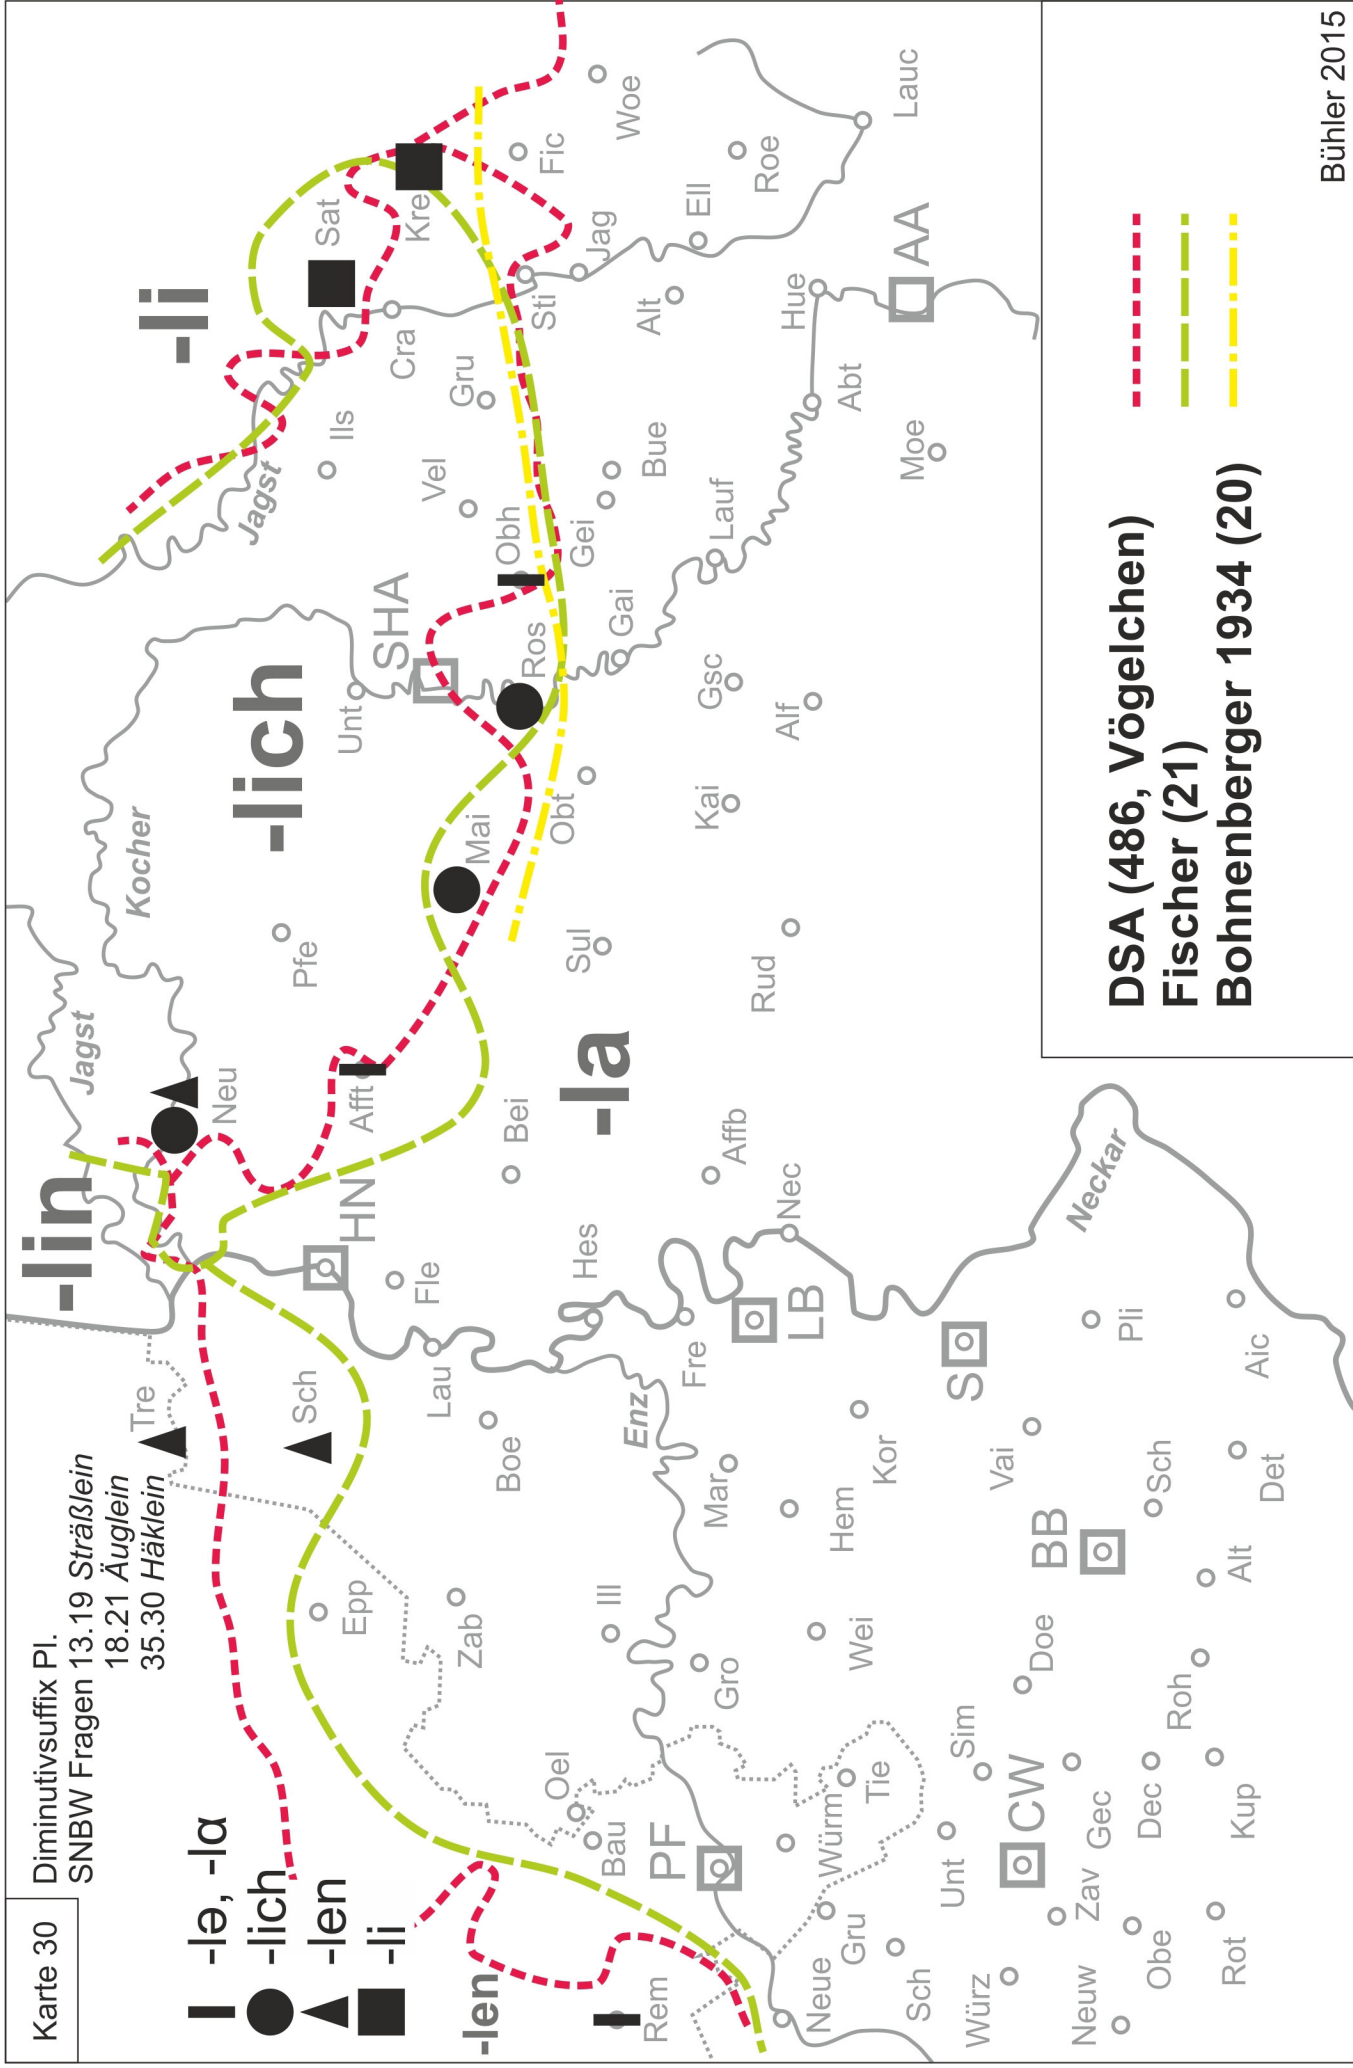 Karte 30
Diminutivsuffix Pl.
SNBW Fragen 13.19 Sträßlein
18.21 Äuglein
35.30 Häklein
-lə, -lɑ
-lich
-len
-li
-lin
-lich
-li
-la
-len
Jagst
Kocher
Jagst
Neckar
Enz
Tre
Sch
Epp
Zab
Neu
Pfe
Unt
SHA
Ils
Sat
Kre
Cra
Gru
Vel
Obh
Ros
Mai
Afft
HN
Fle
Lau
Boe
Bei
Hes
Sul
Obt
Gei
Gai
Bue
Sti
Jag
Fic
Woe
Alt
Ell
Roe
Lauc
Hue
AA
Abt
Moe
Lauf
Gsc
Alf
Kai
Rud
Affb
Nec
LB
Fre
Mar
Ill
Gro
Oel
Bau
PF
Rem
Neue
Gru
Würm
Tie
Wei
Hem
Kor
S
Vai
Pli
Aic
Sch
Det
BB
Alt
Doe
Roh
Sim
CW
Gec
Dec
Kup
Unt
Zav
Sch
Würz
Neuw
Obe
Rot
DSA (486, Vögelchen)
Fischer (21)
Bohnenberger 1934 (20)
Bühler 2015